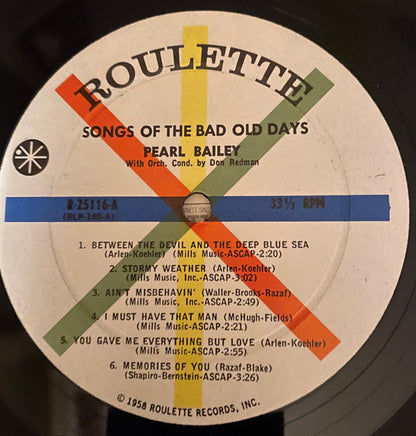 ROULETTE
SONGS OF THE BAD OLD DAYS
PEARL BAILEY
With Orch. Cond. by Don Redman
R-25116-A
(RLP-148-A)
33⅓ RPM
1. BETWEEN THE DEVIL AND THE DEEP BLUE SEA
(Arlen-Koehler) (Mills Music-ASCAP-2:20)
2. STORMY WEATHER (Arlen-Koehler)
(Mills Music, Inc.-ASCAP-3:02)
3. AIN'T MISBEHAVIN' (Waller-Brooks-Razaf)
(Mills Music, Inc-ASCAP-2:49)
4. I MUST HAVE THAT MAN (McHugh-Fields)
(Mills Music-ASCAP-2:21)
5. YOU GAVE ME EVERYTHING BUT LOVE (Arlen-Koehler)
(Mills Music-ASCAP-2:55)
6. MEMORIES OF YOU (Razaf-Blake)
(Shapiro-Bernstein-ASCAP-3:26)
© 1958 ROULETTE RECORDS, INC.